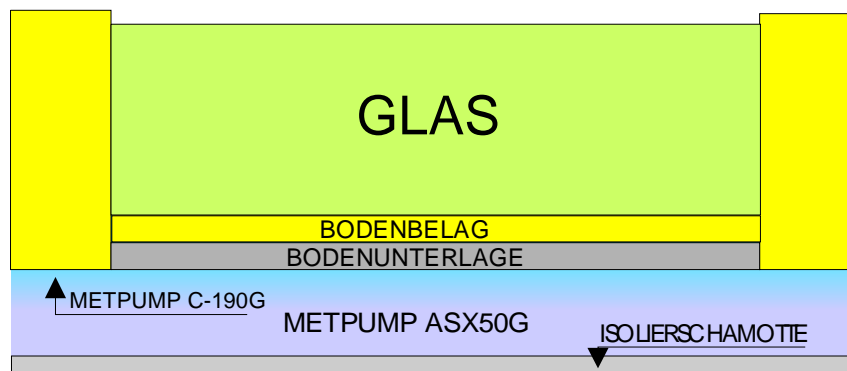 GLAS
BODENBELAG
BODENUNTERLAGE
METPUMP C-190G
METPUMP ASX50G
ISOLIERSCHAMOTTE